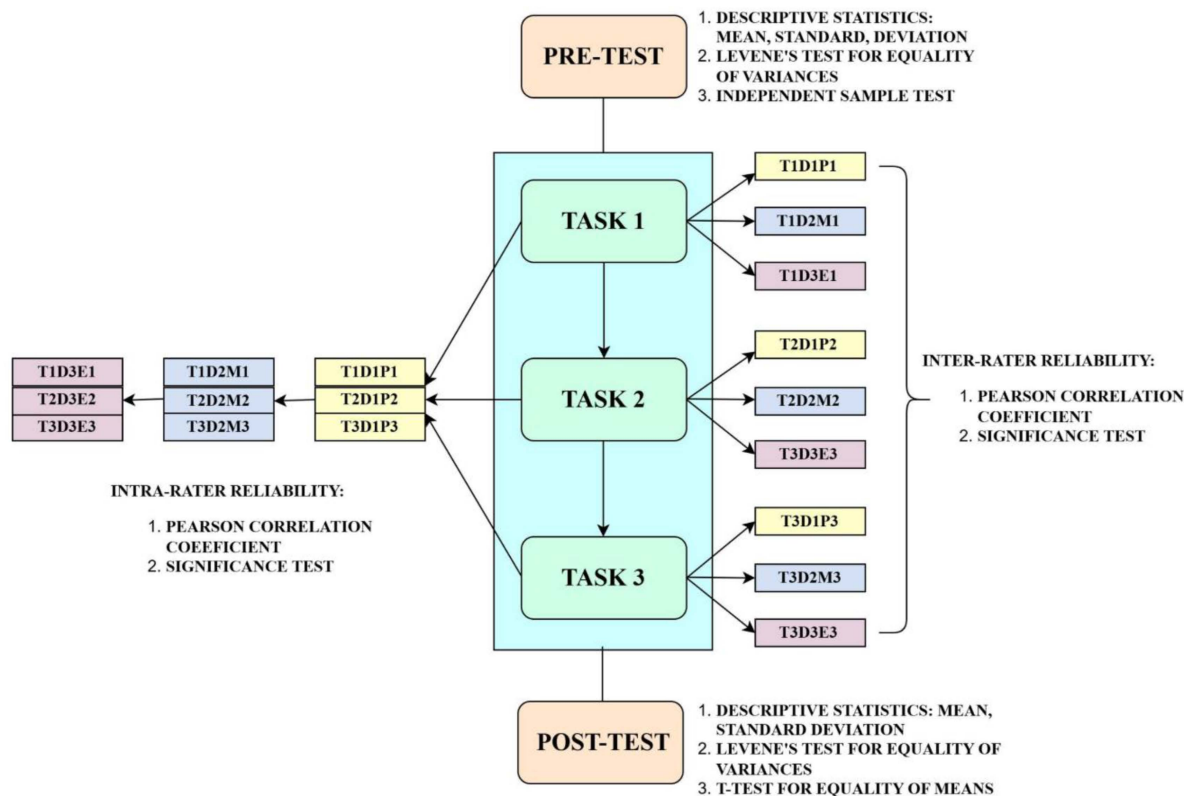 PRE-TEST
1. DESCRIPTIVE STATISTICS:
MEAN, STANDARD, DEVIATION
2. LEVENE'S TEST FOR EQUALITY
OF VARIANCES
3. INDEPENDENT SAMPLE TEST
TASK 1
T1D1P1
T1D2M1
T1D3E1
TASK 2
T2D1P2
T2D2M2
T3D3E3
TASK 3
T3D1P3
T3D2M3
T3D3E3
INTER-RATER RELIABILITY:
1. PEARSON CORRELATION
COEFFICIENT
2. SIGNIFICANCE TEST
T1D3E1
T2D3E2
T3D3E3
T1D2M1
T2D2M2
T3D2M3
T1D1P1
T2D1P2
T3D1P3
INTRA-RATER RELIABILITY:
1. PEARSON CORRELATION
COEEFICIENT
2. SIGNIFICANCE TEST
POST-TEST
1. DESCRIPTIVE STATISTICS: MEAN,
STANDARD DEVIATION
2. LEVENE'S TEST FOR EQUALITY OF
VARIANCES
3. T-TEST FOR EQUALITY OF MEANS